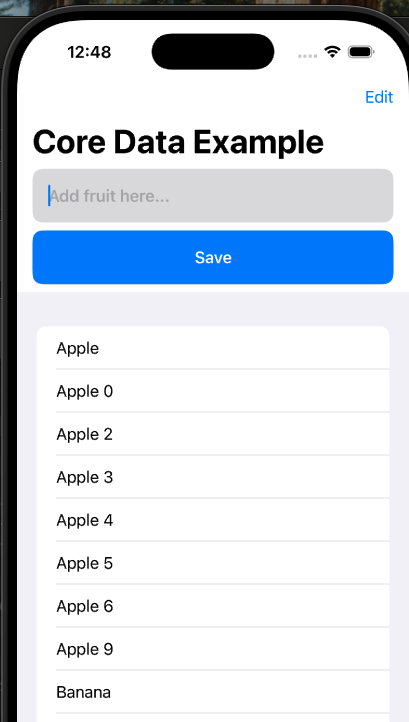 12:48
Edit
Core Data Example
Add fruit here...
Save
Apple
Apple 0
Apple 2
Apple 3
Apple 4
Apple 5
Apple 6
Apple 9
Banana